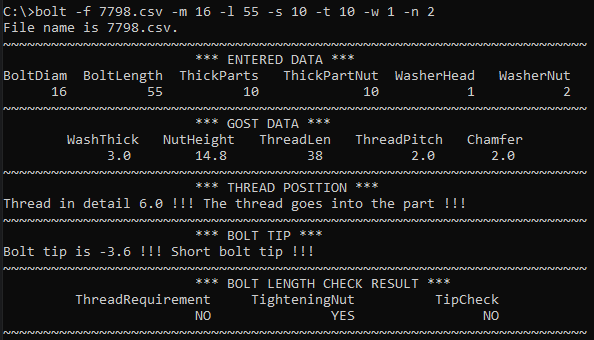 C:\>bolt -f 7798.csv -m 16 -l 55 -s 10 -t 10 -w 1 -n 2
File name is 7798.csv.
~~~~~~~~~~~~~~~~~~~~~~~~~~~~~~~~~~~~~~~~~~~~~~~~~~~~~~~~~~~~~~~~~~~~~~~~~
*** ENTERED DATA ***
BoltDiam BoltLength ThickParts ThickPartNut WasherHead WasherNut
16 55 10 10 1 2
~~~~~~~~~~~~~~~~~~~~~~~~~~~~~~~~~~~~~~~~~~~~~~~~~~~~~~~~~~~~~~~~~~~~~~~~~
*** GOST DATA ***
WashThick NutHeight ThreadLen ThreadPitch Chamfer
3.0 14.8 38 2.0 2.0
~~~~~~~~~~~~~~~~~~~~~~~~~~~~~~~~~~~~~~~~~~~~~~~~~~~~~~~~~~~~~~~~~~~~~~~~~
*** THREAD POSITION ***
Thread in detail 6.0 !!! The thread goes into the part !!!
~~~~~~~~~~~~~~~~~~~~~~~~~~~~~~~~~~~~~~~~~~~~~~~~~~~~~~~~~~~~~~~~~~~~~~~~~
*** BOLT TIP ***
Bolt tip is -3.6 !!! Short bolt tip !!!
~~~~~~~~~~~~~~~~~~~~~~~~~~~~~~~~~~~~~~~~~~~~~~~~~~~~~~~~~~~~~~~~~~~~~~~~~
*** BOLT LENGTH CHECK RESULT ***
ThreadRequirement TighteningNut TipCheck
NO YES NO
~~~~~~~~~~~~~~~~~~~~~~~~~~~~~~~~~~~~~~~~~~~~~~~~~~~~~~~~~~~~~~~~~~~~~~~~~